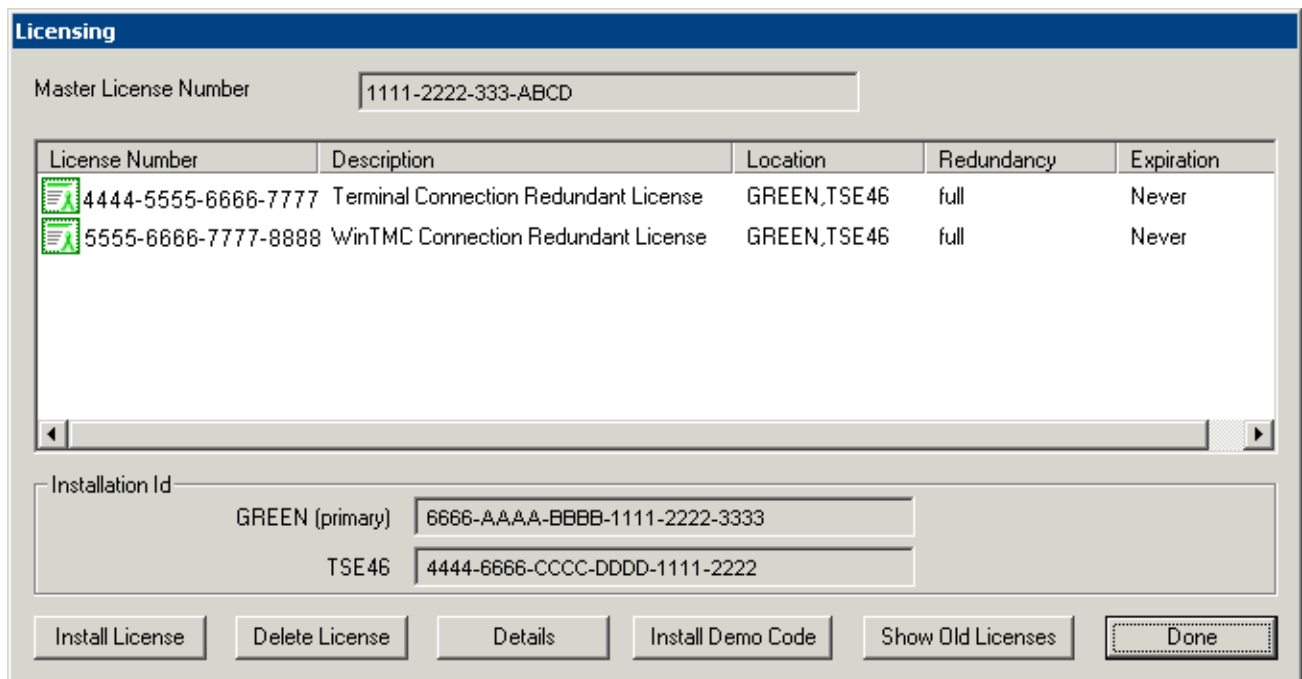 Licensing
Master License Number 1111-2222-333-ABCD
License Number Description Location Redundancy Expiration
4444-5555-6666-7777 Terminal Connection Redundant License GREEN,TSE46 full Never
5555-6666-7777-8888 WinTMC Connection Redundant License GREEN,TSE46 full Never
Installation Id
GREEN (primary) 6666-AAAA-BBBB-1111-2222-3333
TSE46 4444-6666-CCCC-DDDD-1111-2222
Install License Delete License Details Install Demo Code Show Old Licenses Done